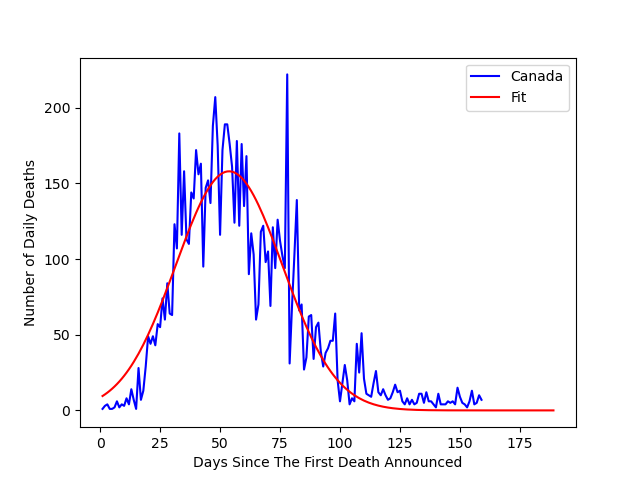 Canada
Fit
Number of Daily Deaths
200
150
100
50
0
0 25 50 75 100 125 150 175
Days Since The First Death Announced